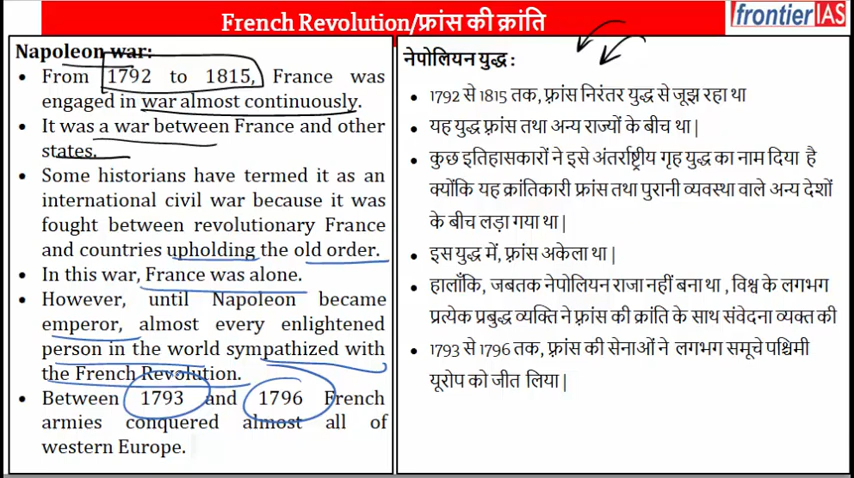 French Revolution/फ्रांस की क्रांति
frontierIAS
Napoleon war:
• From 1792 to 1815, France was
engaged in war almost continuously.
• It was a war between France and other
states.
• Some historians have termed it as an
international civil war because it was
fought between revolutionary France
and countries upholding the old order.
• In this war, France was alone.
• However, until Napoleon became
emperor, almost every enlightened
person in the world sympathized with
the French Revolution.
• Between 1793 and 1796 French
armies conquered almost all of
western Europe.
नेपोलियन युद्ध :
• 1792 से 1815 तक, फ़्रांस निरंतर युद्ध से जूझ रहा था
• यह युद्ध फ़्रांस तथा अन्य राज्यों के बीच था |
• कुछ इतिहासकारों ने इसे अंतर्राष्ट्रीय गृह युद्ध का नाम दिया है
क्योंकि यह क्रांतिकारी फ़्रांस तथा पुरानी व्यवस्था वाले अन्य देशों
के बीच लड़ा गया था |
• इस युद्ध में, फ़्रांस अकेला था |
• हालाँकि, जबतक नेपोलियन राजा नहीं बना था , विश्व के लगभग
प्रत्येक प्रबुद्ध व्यक्ति ने फ़्रांस की क्रांति के साथ संवेदना व्यक्त की
• 1793 से 1796 तक, फ़्रांस की सेनाओं ने लगभग समूचे पश्चिमी
यूरोप को जीत लिया |